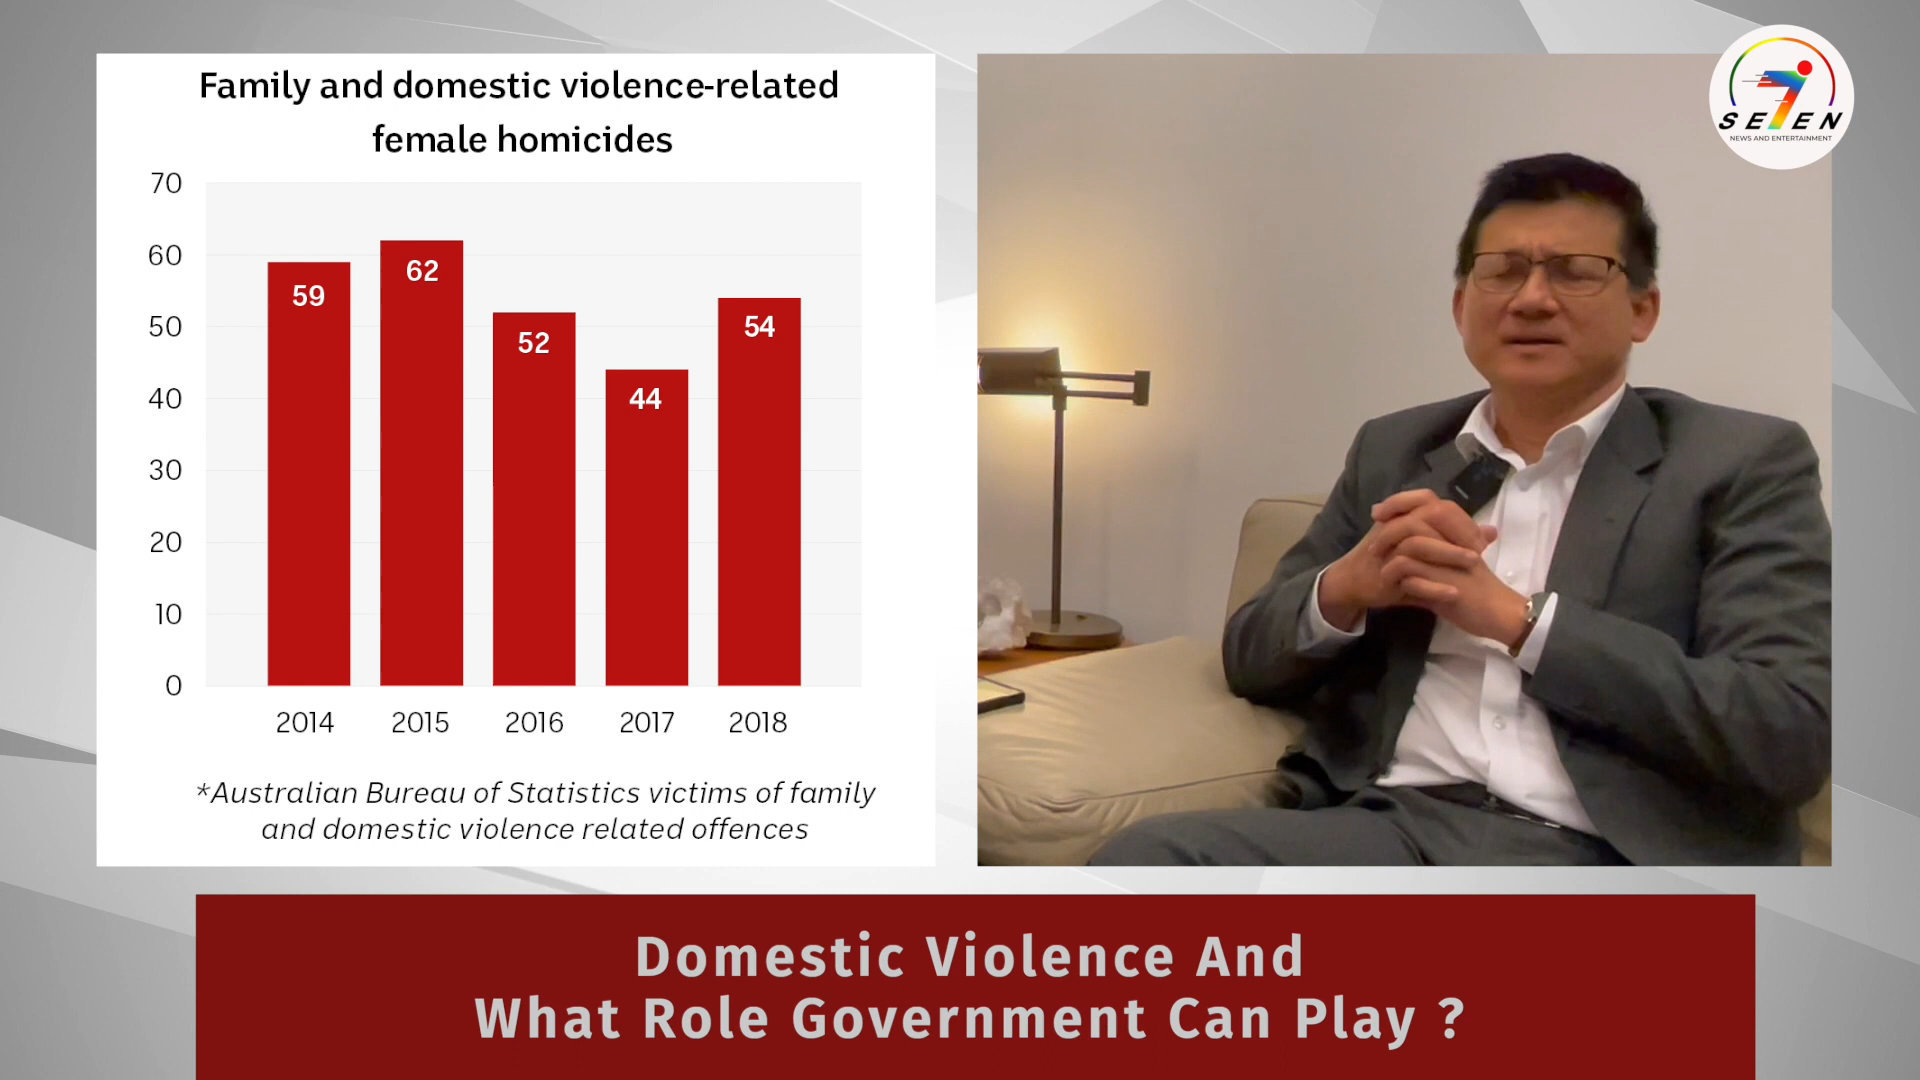 Family and domestic violence-related
female homicides
70
60
50
40
30
20
10
0
59
62
52
44
54
2014
2015
2016
2017
2018
*Australian Bureau of Statistics victims of family
and domestic violence related offences
SE7EN
NEWS AND ENTERTAINMENT
Domestic Violence And
What Role Government Can Play ?